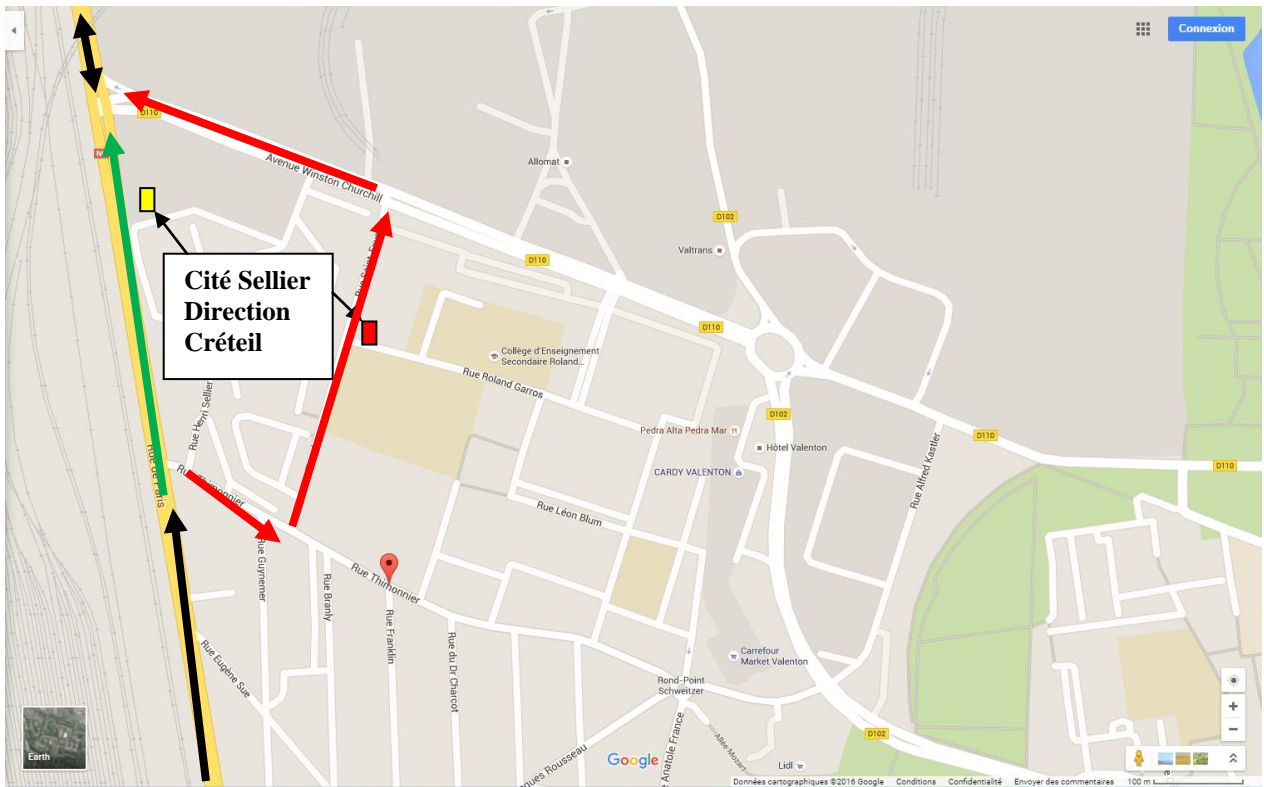 Connexion
D110
Avenue Winston Churchill
Allomat
D102
Valtrans
D110
Cité Sellier
Direction
Créteil
D110
Collège d'Enseignement
Secondaire Roland...
Rue Roland Garros
Rue Henri Sellier
Pedra Alta Pedra Mar
D102
Hôtel Valenton
D110
D110
CARDY VALENTON
Rue Alfred Kastler
Rue de Paris
Rue Thimonnier
Rue Léon Blum
Rue Guynemer
Rue Branly
Rue Thimonnier
Rue Franklin
Rue du Dr Charcot
Rue Eugène Sue
Carrefour
Market Valenton
Rond-Point
Schweitzer
Anatole France
Allée Mozart
D102
Rousseau
Earth
Google
Lidl
Données cartographiques ©2016 Google
Conditions
Confidentialité
Envoyer des commentaires
100 m